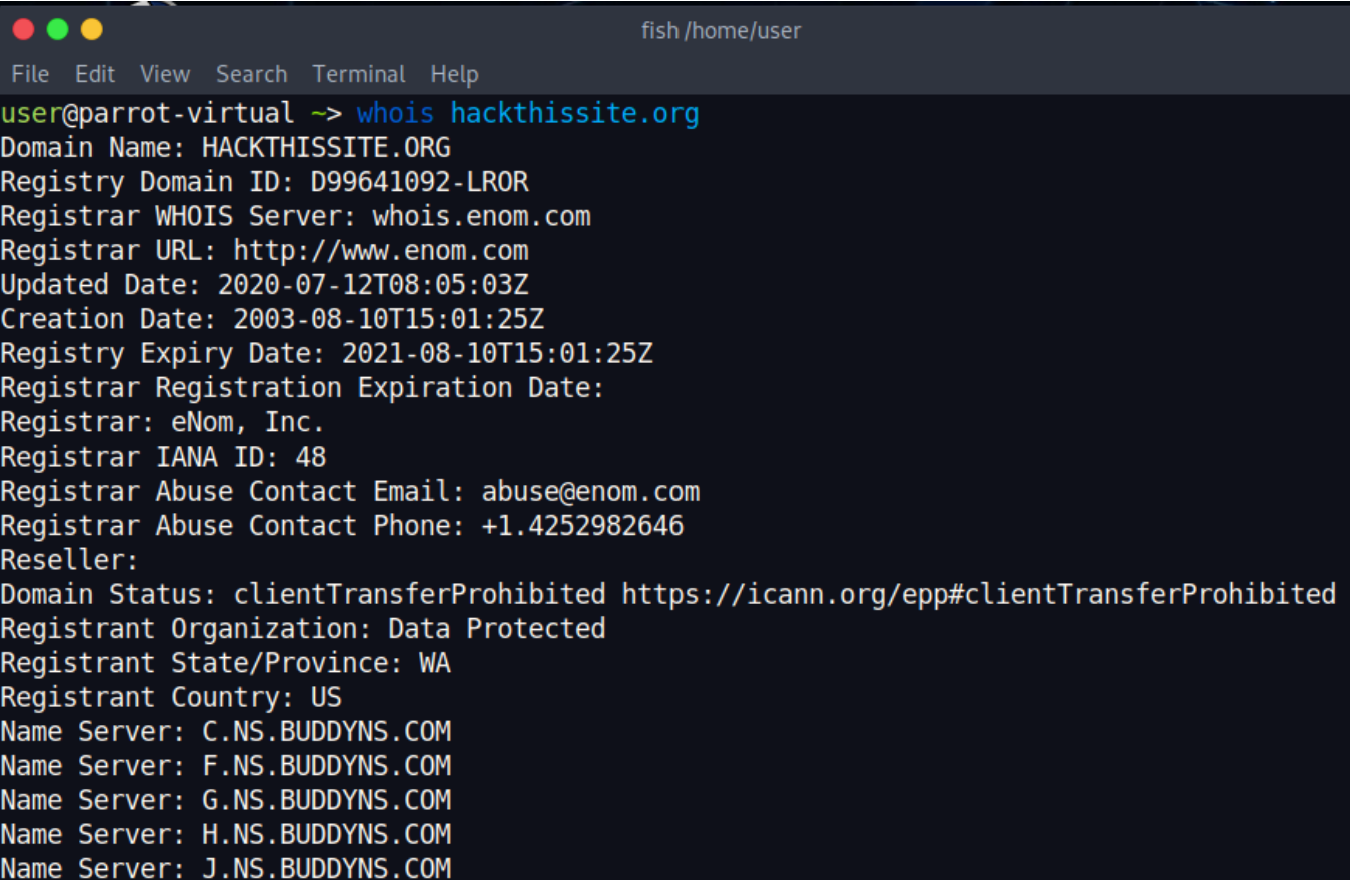 fish /home/user
File Edit View Search Terminal Help
user@parrot-virtual ~> whois hackthissite.org
Domain Name: HACKTHISSITE.ORG
Registry Domain ID: D99641092-LROR
Registrar WHOIS Server: whois.enom.com
Registrar URL: http://www.enom.com
Updated Date: 2020-07-12T08:05:03Z
Creation Date: 2003-08-10T15:01:25Z
Registry Expiry Date: 2021-08-10T15:01:25Z
Registrar Registration Expiration Date:
Registrar: eNom, Inc.
Registrar IANA ID: 48
Registrar Abuse Contact Email: abuse@enom.com
Registrar Abuse Contact Phone: +1.4252982646
Reseller:
Domain Status: clientTransferProhibited https://icann.org/epp#clientTransferProhibited
Registrant Organization: Data Protected
Registrant State/Province: WA
Registrant Country: US
Name Server: C.NS.BUDDYNS.COM
Name Server: F.NS.BUDDYNS.COM
Name Server: G.NS.BUDDYNS.COM
Name Server: H.NS.BUDDYNS.COM
Name Server: J.NS.BUDDYNS.COM